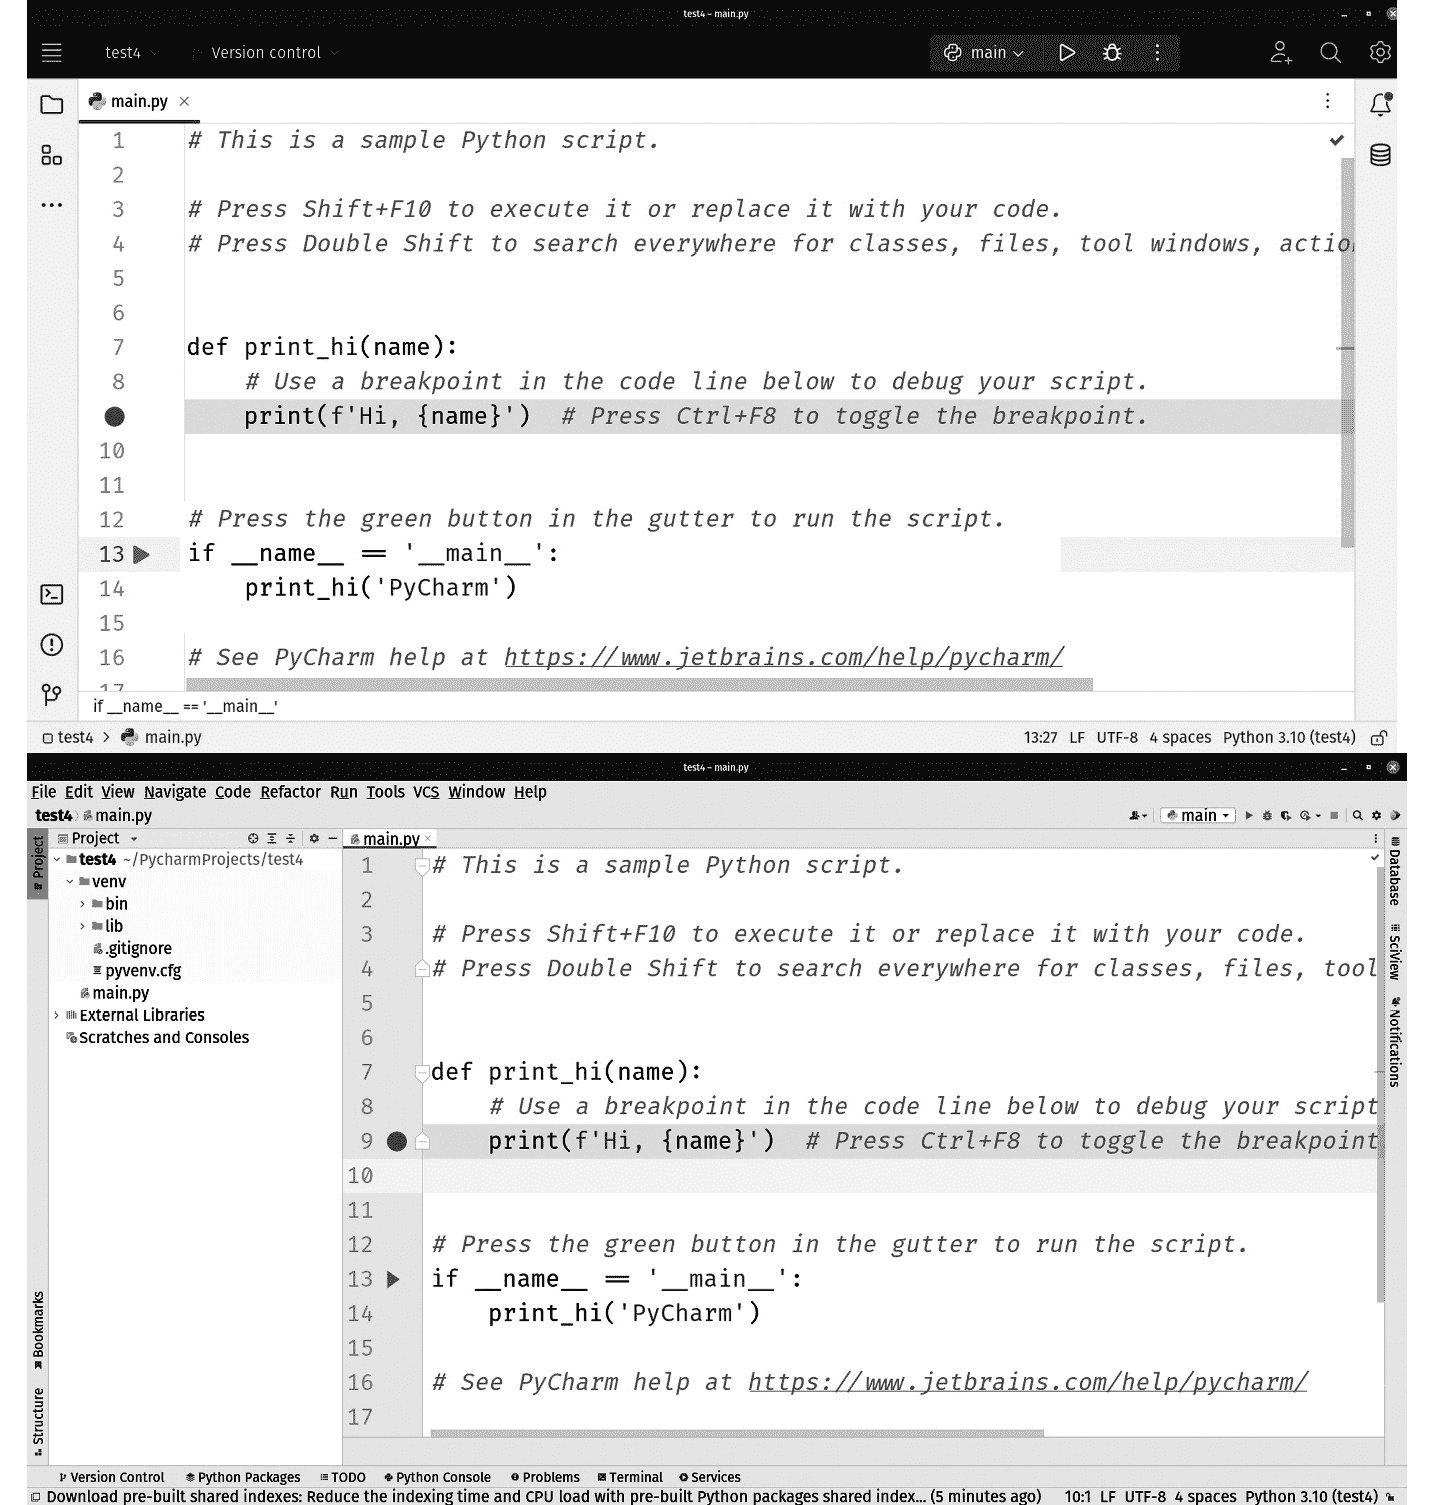 test4 – main.py
test4 Version control main
main.py
1 # This is a sample Python script.
2
3 # Press Shift+F10 to execute it or replace it with your code.
4 # Press Double Shift to search everywhere for classes, files, tool windows, actio
5
6
7 def print_hi(name):
8 # Use a breakpoint in the code line below to debug your script.
print(f'Hi, {name}') # Press Ctrl+F8 to toggle the breakpoint.
10
11
12 # Press the green button in the gutter to run the script.
13 if __name__ == '__main__':
14 print_hi('PyCharm')
15
16 # See PyCharm help at https://www.jetbrains.com/help/pycharm/
17
if __name__ == '__main__'
test4 > main.py 13:27 LF UTF-8 4 spaces Python 3.10 (test4)
test4 – main.py
File Edit View Navigate Code Refactor Run Tools VCS Window Help
test4 main.py main
Project
Project
test4 ~/PycharmProjects/test4
venv
bin
lib
.gitignore
pyvenv.cfg
main.py
External Libraries
Scratches and Consoles
Bookmarks
Structure
main.py
1 # This is a sample Python script.
2
3 # Press Shift+F10 to execute it or replace it with your code.
4 # Press Double Shift to search everywhere for classes, files, tool
5
6
7 def print_hi(name):
8 # Use a breakpoint in the code line below to debug your script
9 print(f'Hi, {name}') # Press Ctrl+F8 to toggle the breakpoint
10
11
12 # Press the green button in the gutter to run the script.
13 if __name__ == '__main__':
14 print_hi('PyCharm')
15
16 # See PyCharm help at https://www.jetbrains.com/help/pycharm/
17
Database
SciView
Notifications
Version Control Python Packages TODO Python Console Problems Terminal Services
Download pre-built shared indexes: Reduce the indexing time and CPU load with pre-built Python packages shared index... (5 minutes ago) 10:1 LF UTF-8 4 spaces Python 3.10 (test4)